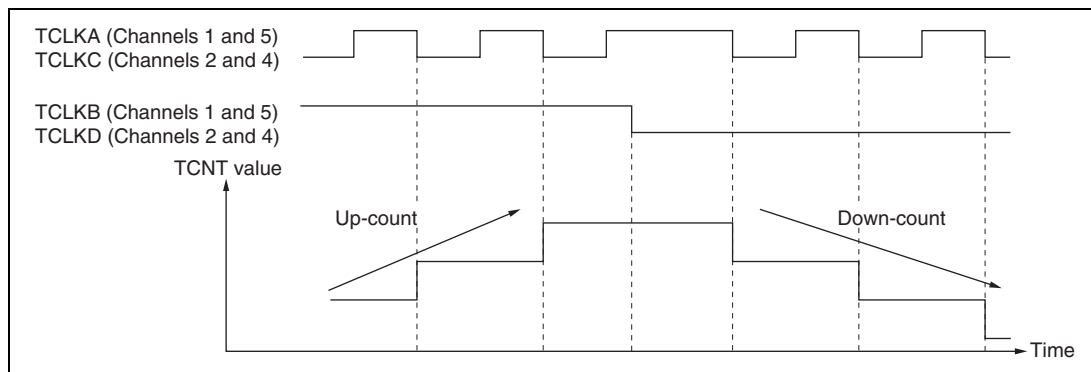 TCLKA (Channels 1 and 5)
TCLKC (Channels 2 and 4)
TCLKB (Channels 1 and 5)
TCLKD (Channels 2 and 4)
TCNT value
Up-count
Down-count
Time